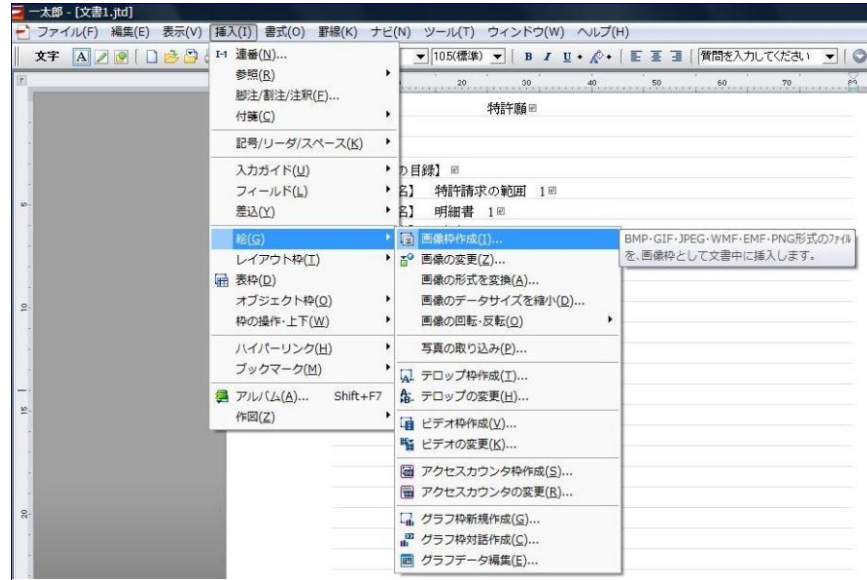 一太郎 - [文書1.jtd]
ファイル(F) 編集(E) 表示(V) 挿入(I) 書式(O) 罫線(K) ナビ(N) ツール(T) ウィンドウ(W) ヘルプ(H)
文字 A 105(標準) B I U 質問を入力してください
20 30 40 50 60 70
特許願
の目録】
名】 特許請求の範囲 1
名】 明細書 1
連番(N)...
参照(R)
脚注/割注/注釈(F)...
付箋(C)
記号/リーダ/スペース(K)
入力ガイド(U)
フィールド(L)
差込(Y)
絵(G)
レイアウト枠(T)
表枠(D)
オブジェクト枠(O)
枠の操作・上下(W)
ハイパーリンク(H)
ブックマーク(M)
アルバム(A)... Shift+F7
作図(Z)
画像枠作成(I)...
画像の変更(Z)...
画像の形式を変換(A)...
画像のデータサイズを縮小(D)...
画像の回転・反転(O)
写真の取り込み(P)...
テロップ枠作成(T)...
テロップの変更(H)...
ビデオ枠作成(V)...
ビデオの変更(K)...
アクセスカウンタ枠作成(S)...
アクセスカウンタの変更(R)...
グラフ枠新規作成(G)...
グラフ枠対話作成(C)...
グラフデータ編集(E)...
BMP・GIF・JPEG・WMF・EMF・PNG形式のファイル
を、画像枠として文書中に挿入します。
5
10
15
20